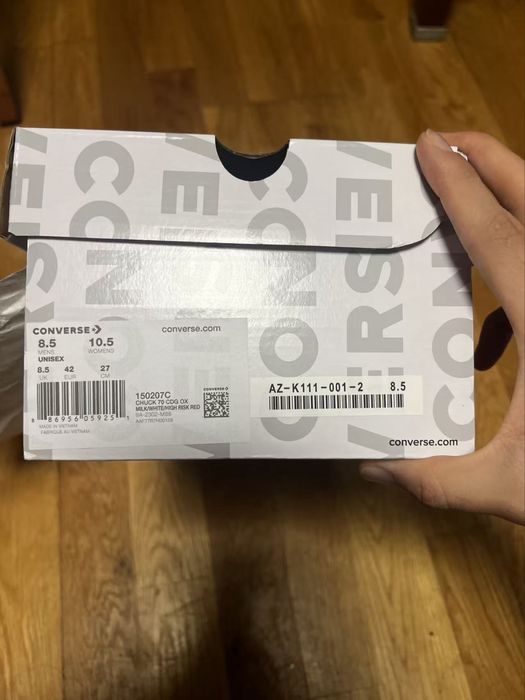 CONVERSE
converse.com
8.5 10.5
MENS WOMENS
UNISEX
8.5 42 27
UK EUR CM
150207C
CHUCK 70 CDG OX
MILK/WHITE/HIGH RISK RED
MADE IN VIETNAM
FABRIQUE AU VIETNAM
CONVERSE
AZ-K111-001-2 8.5
converse.com